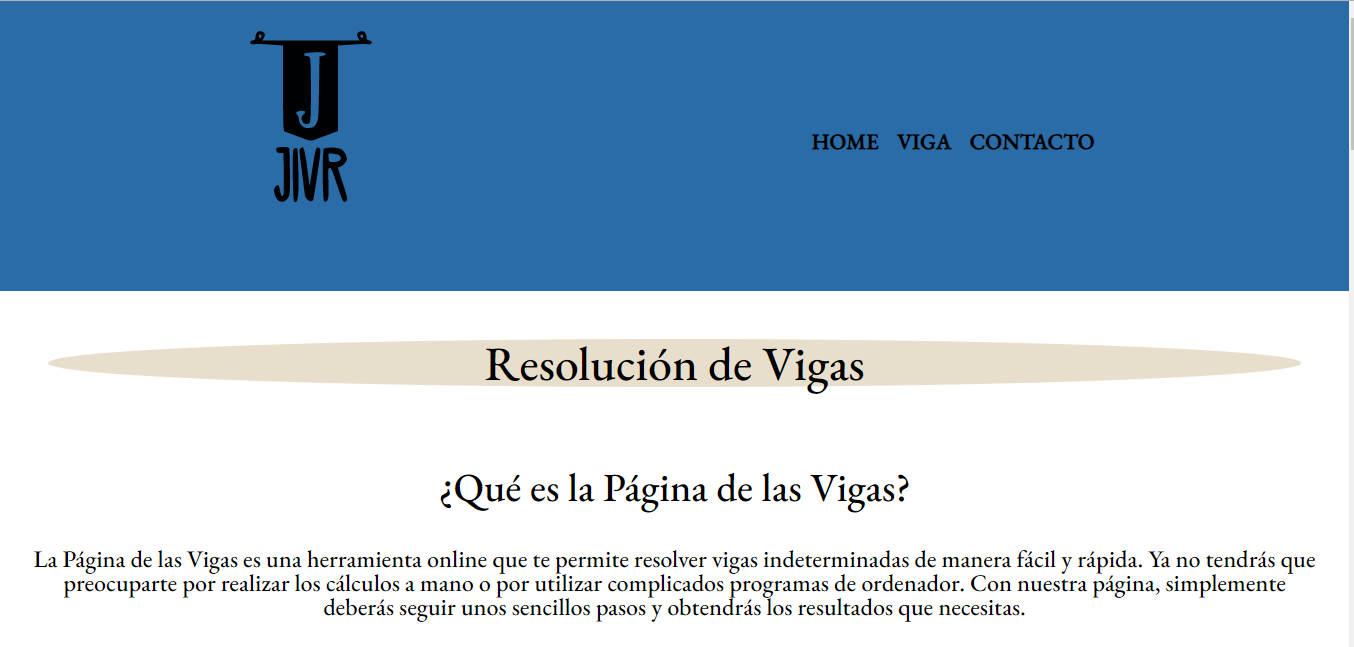 J
JIVR
HOME VIGA CONTACTO
Resolución de Vigas
¿Qué es la Página de las Vigas?
La Página de las Vigas es una herramienta online que te permite resolver vigas indeterminadas de manera fácil y rápida. Ya no tendrás que
preocuparte por realizar los cálculos a mano o por utilizar complicados programas de ordenador. Con nuestra página, simplemente
deberás seguir unos sencillos pasos y obtendrás los resultados que necesitas.